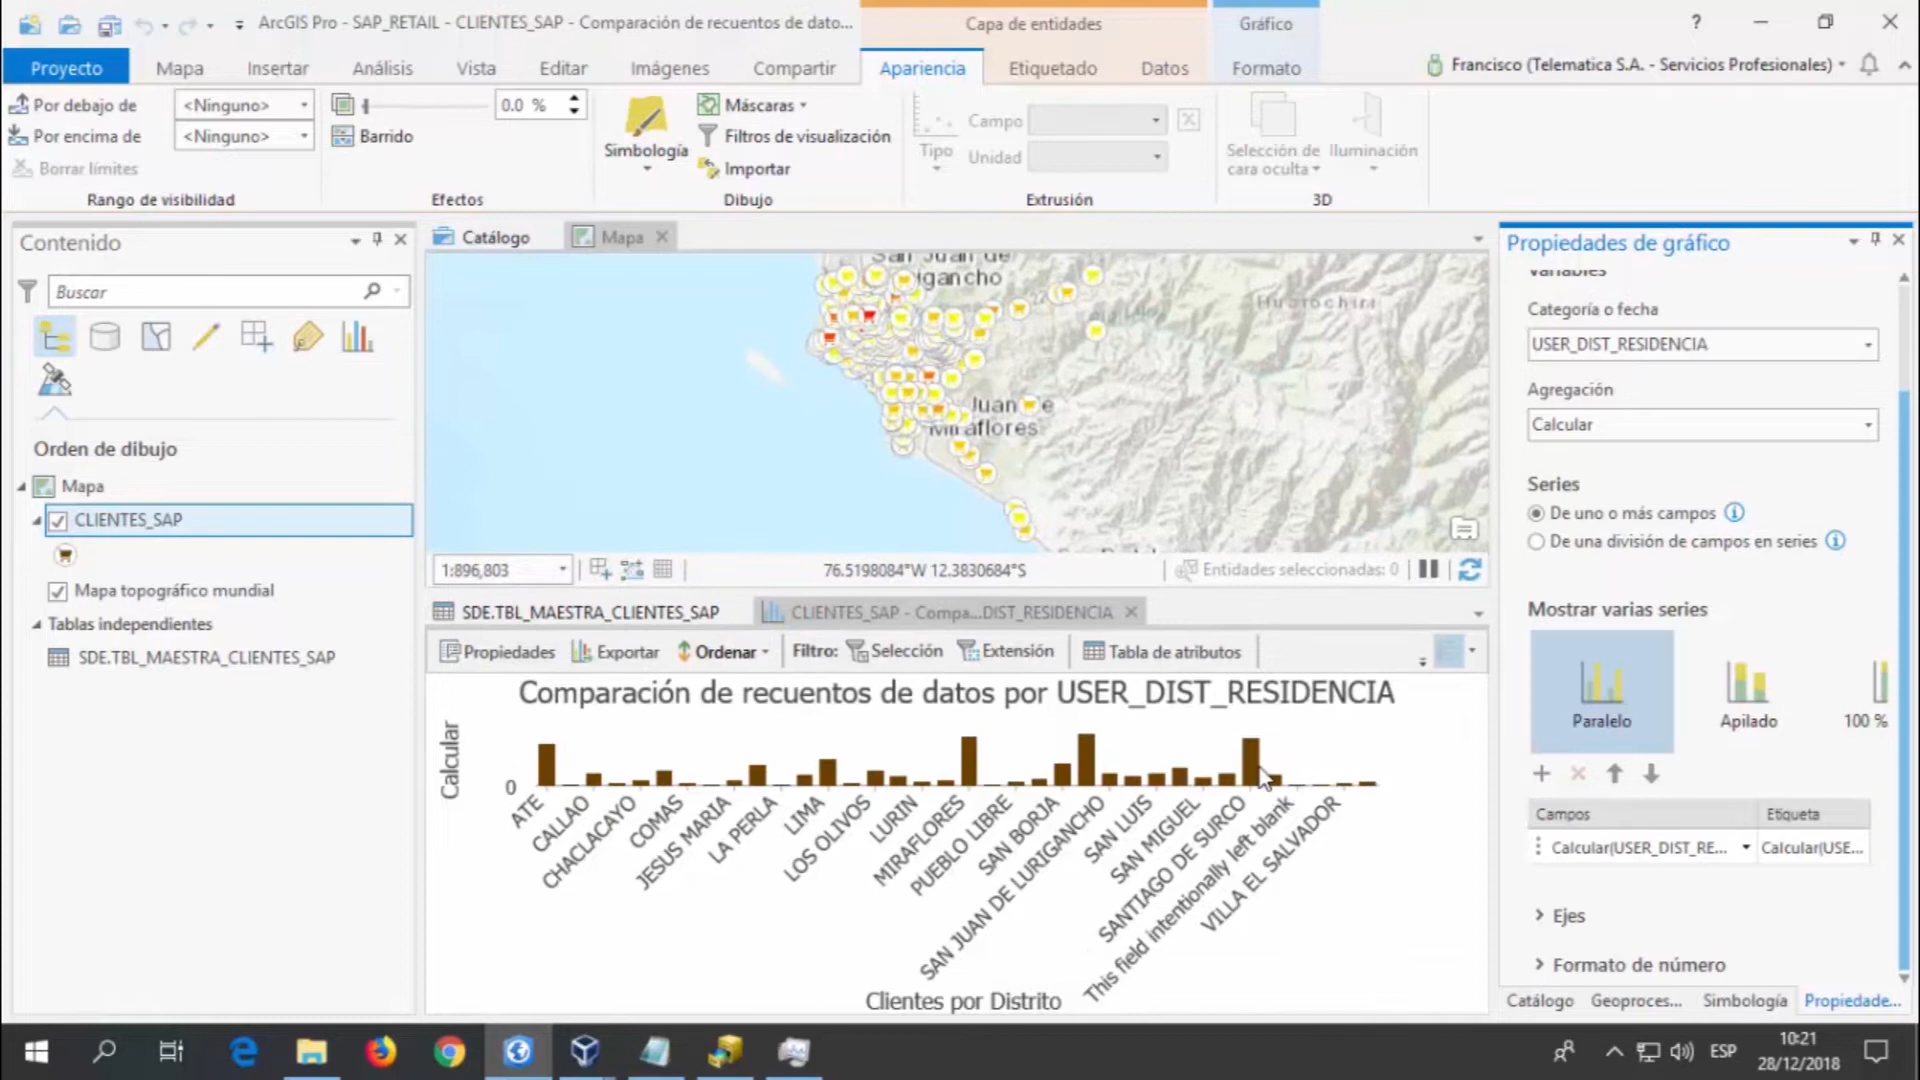 ArcGIS Pro - SAP_RETAIL - CLIENTES_SAP - Comparación de recuentos de dato...
Capa de entidades
Gráfico
?
Proyecto
Mapa
Insertar
Análisis
Vista
Editar
Imágenes
Compartir
Apariencia
Etiquetado
Datos
Formato
Francisco (Telematica S.A. - Servicios Profesionales)
Por debajo de
<Ninguno>
0.0 %
Máscaras
Campo
Por encima de
<Ninguno>
Barrido
Simbología
Filtros de visualización
Tipo
Unidad
Selección de cara oculta
Iluminación
Borrar límites
Importar
Rango de visibilidad
Efectos
Dibujo
Extrusión
3D
Contenido
Buscar
Orden de dibujo
Mapa
CLIENTES_SAP
Mapa topográfico mundial
Tablas independientes
SDE.TBL_MAESTRA_CLIENTES_SAP
Catálogo
Mapa
San Juan de
igancho
Huarochiri
Juan
e
Miraflores
1:896,803
76.5198084°W 12.3830684°S
Entidades seleccionadas: 0
SDE.TBL_MAESTRA_CLIENTES_SAP
CLIENTES_SAP - Compa...DIST_RESIDENCIA
Propiedades
Exportar
Ordenar
Filtro:
Selección
Extensión
Tabla de atributos
Comparación de recuentos de datos por USER_DIST_RESIDENCIA
Calcular
0
ATE
CALLAO
CHACLACAYO
COMAS
JESUS MARIA
LA PERLA
LIMA
LOS OLIVOS
LURIN
MIRAFLORES
PUEBLO LIBRE
SAN BORJA
SAN JUAN DE LURIGANCHO
SAN LUIS
SAN MIGUEL
SANTIAGO DE SURCO
This field intentionally left blank
VILLA EL SALVADOR
Clientes por Distrito
Propiedades de gráfico
Variables
Categoría o fecha
USER_DIST_RESIDENCIA
Agregación
Calcular
Series
De uno o más campos
De una división de campos en series
Mostrar varias series
Paralelo
Apilado
100 %
Campos
Etiqueta
Calcular(USER_DIST_RE...
Calcular(USE...
Ejes
Formato de número
Catálogo
Geoproces...
Simbología
Propiedade...
ESP
10:21
28/12/2018